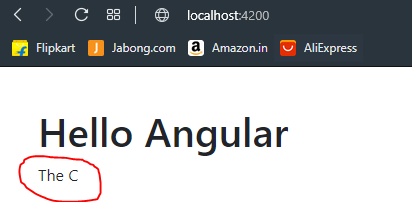 localhost:4200
Flipkart Jabong.com Amazon.in AliExpress
Hello Angular
The C